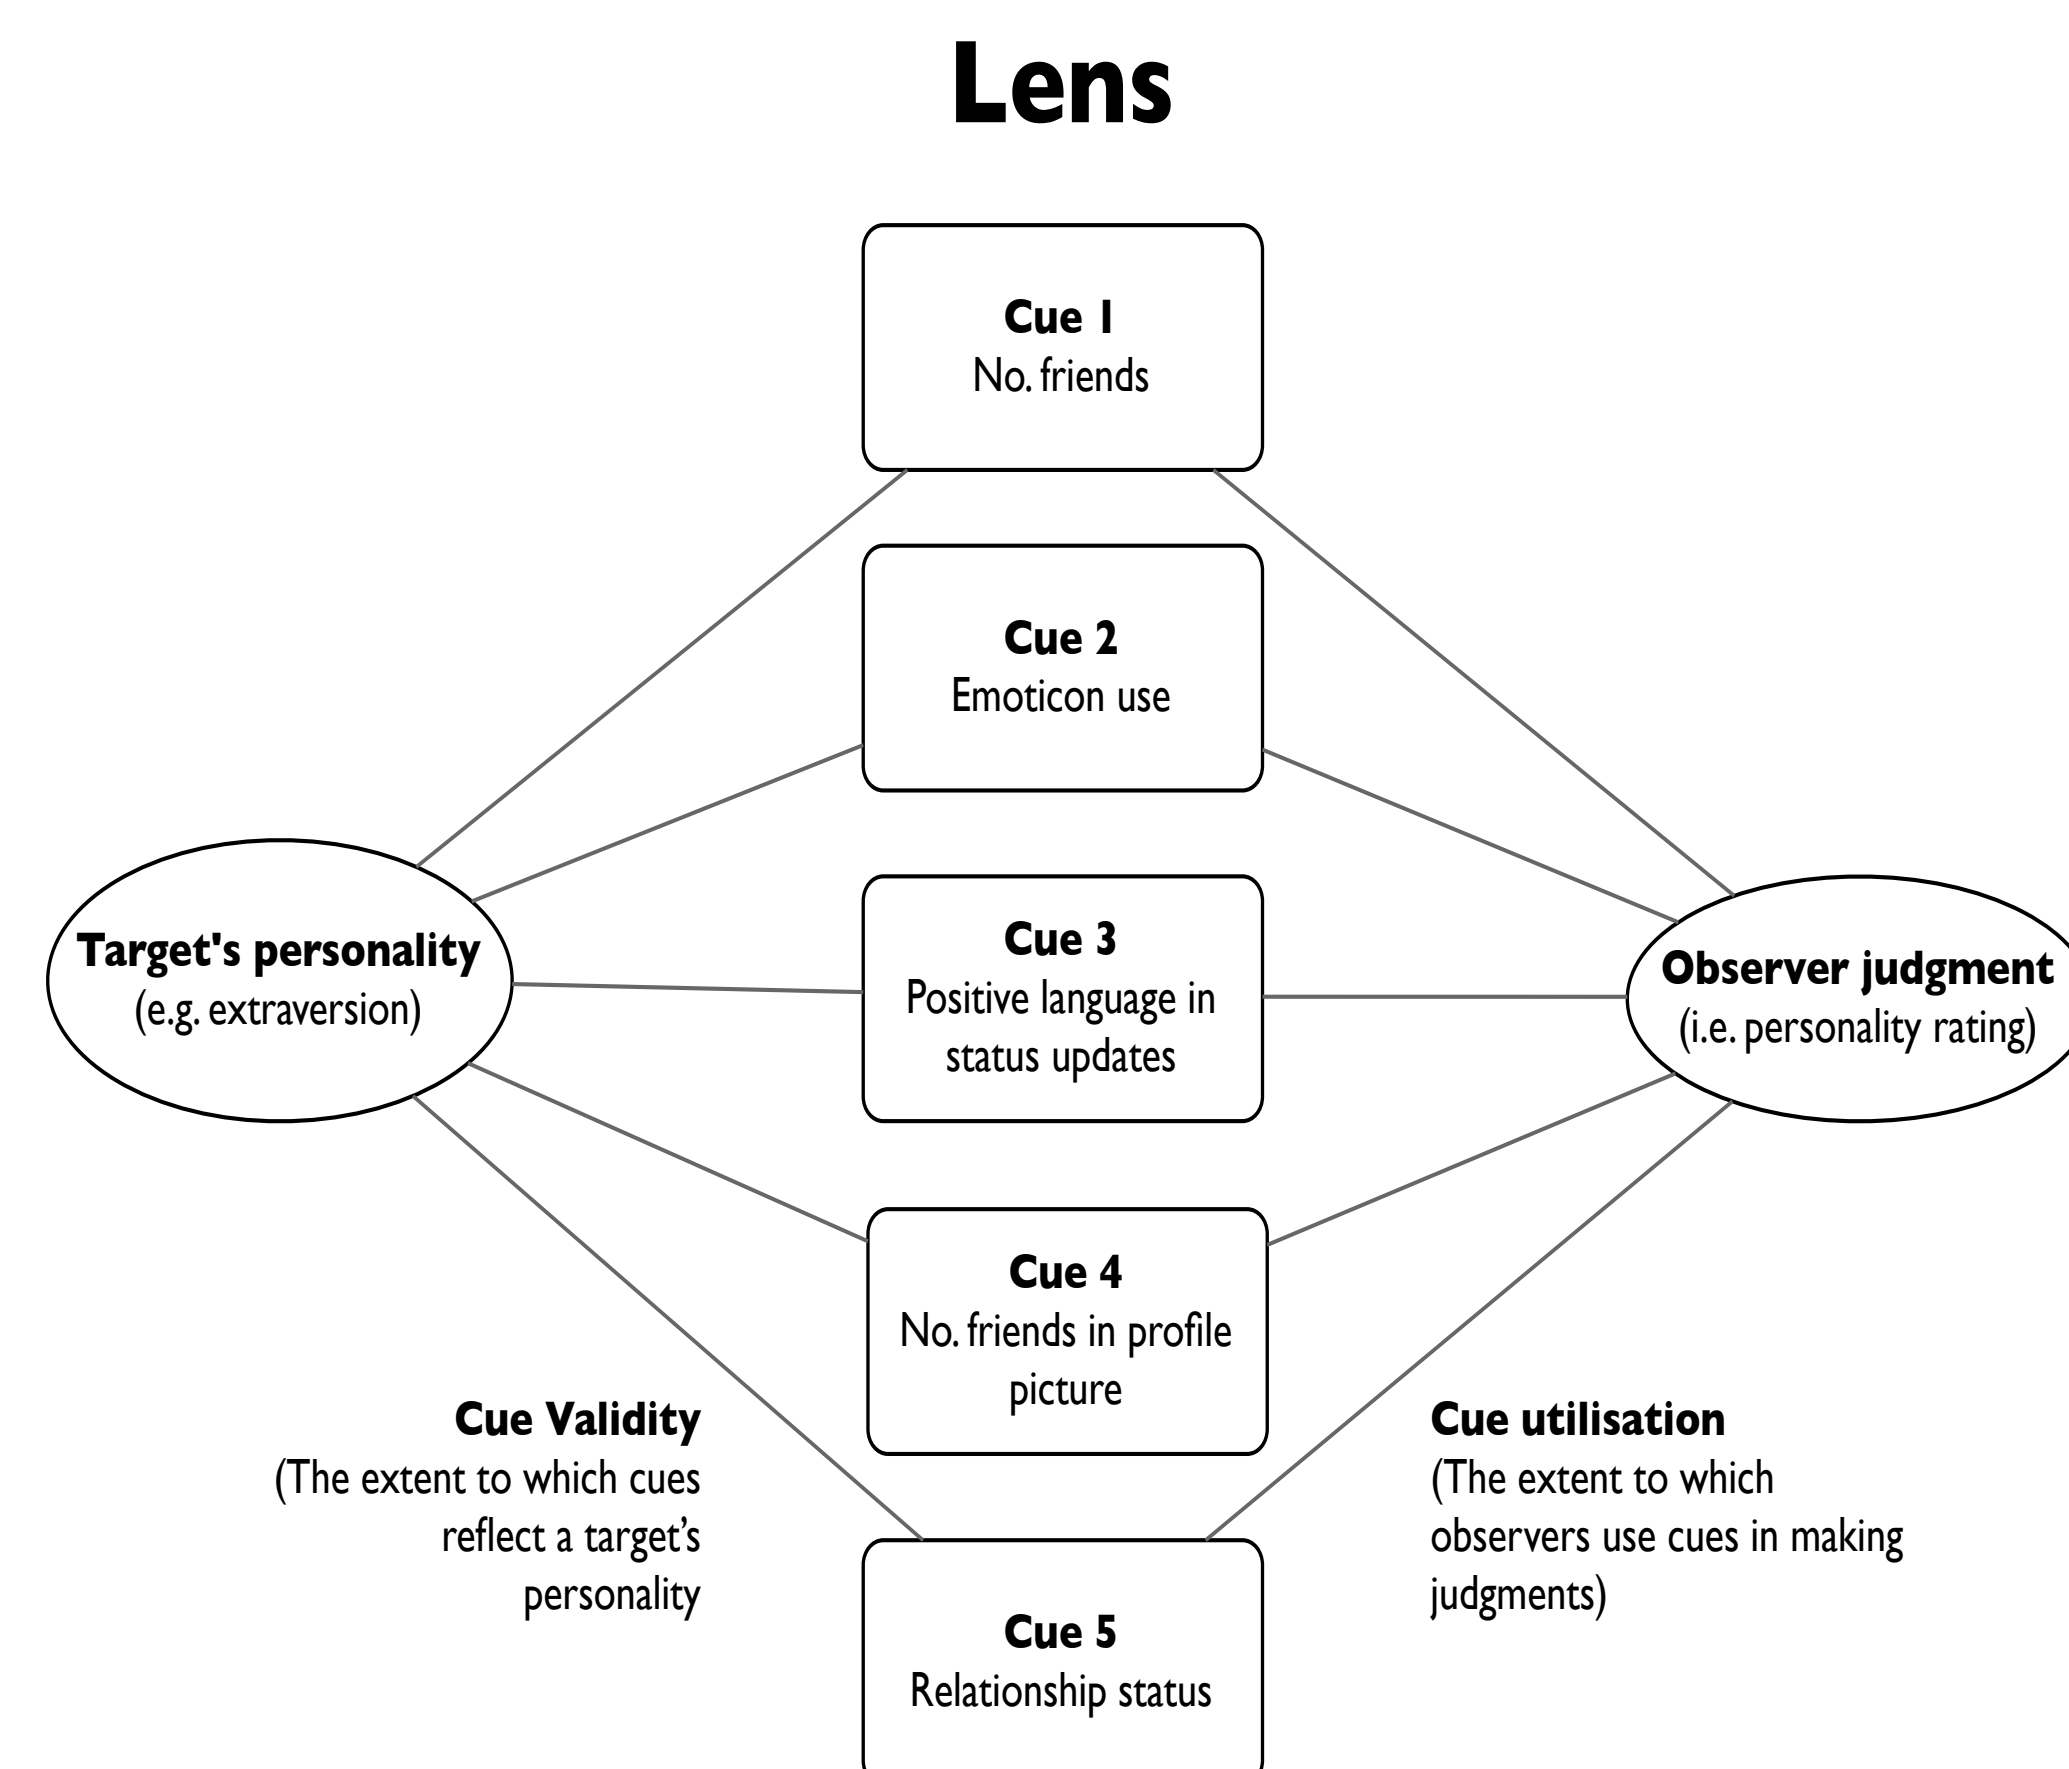 Lens
Cue 1
No. friends
Cue 2
Emoticon use
Target's personality
(e.g. extraversion)
Cue 3
Positive language in
status updates
Observer judgment
(i.e. personality rating)
Cue 4
No. friends in profile
picture
Cue Validity
(The extent to which cues
reflect a target’s
personality
Cue utilisation
(The extent to which
observers use cues in making
judgments)
Cue 5
Relationship status